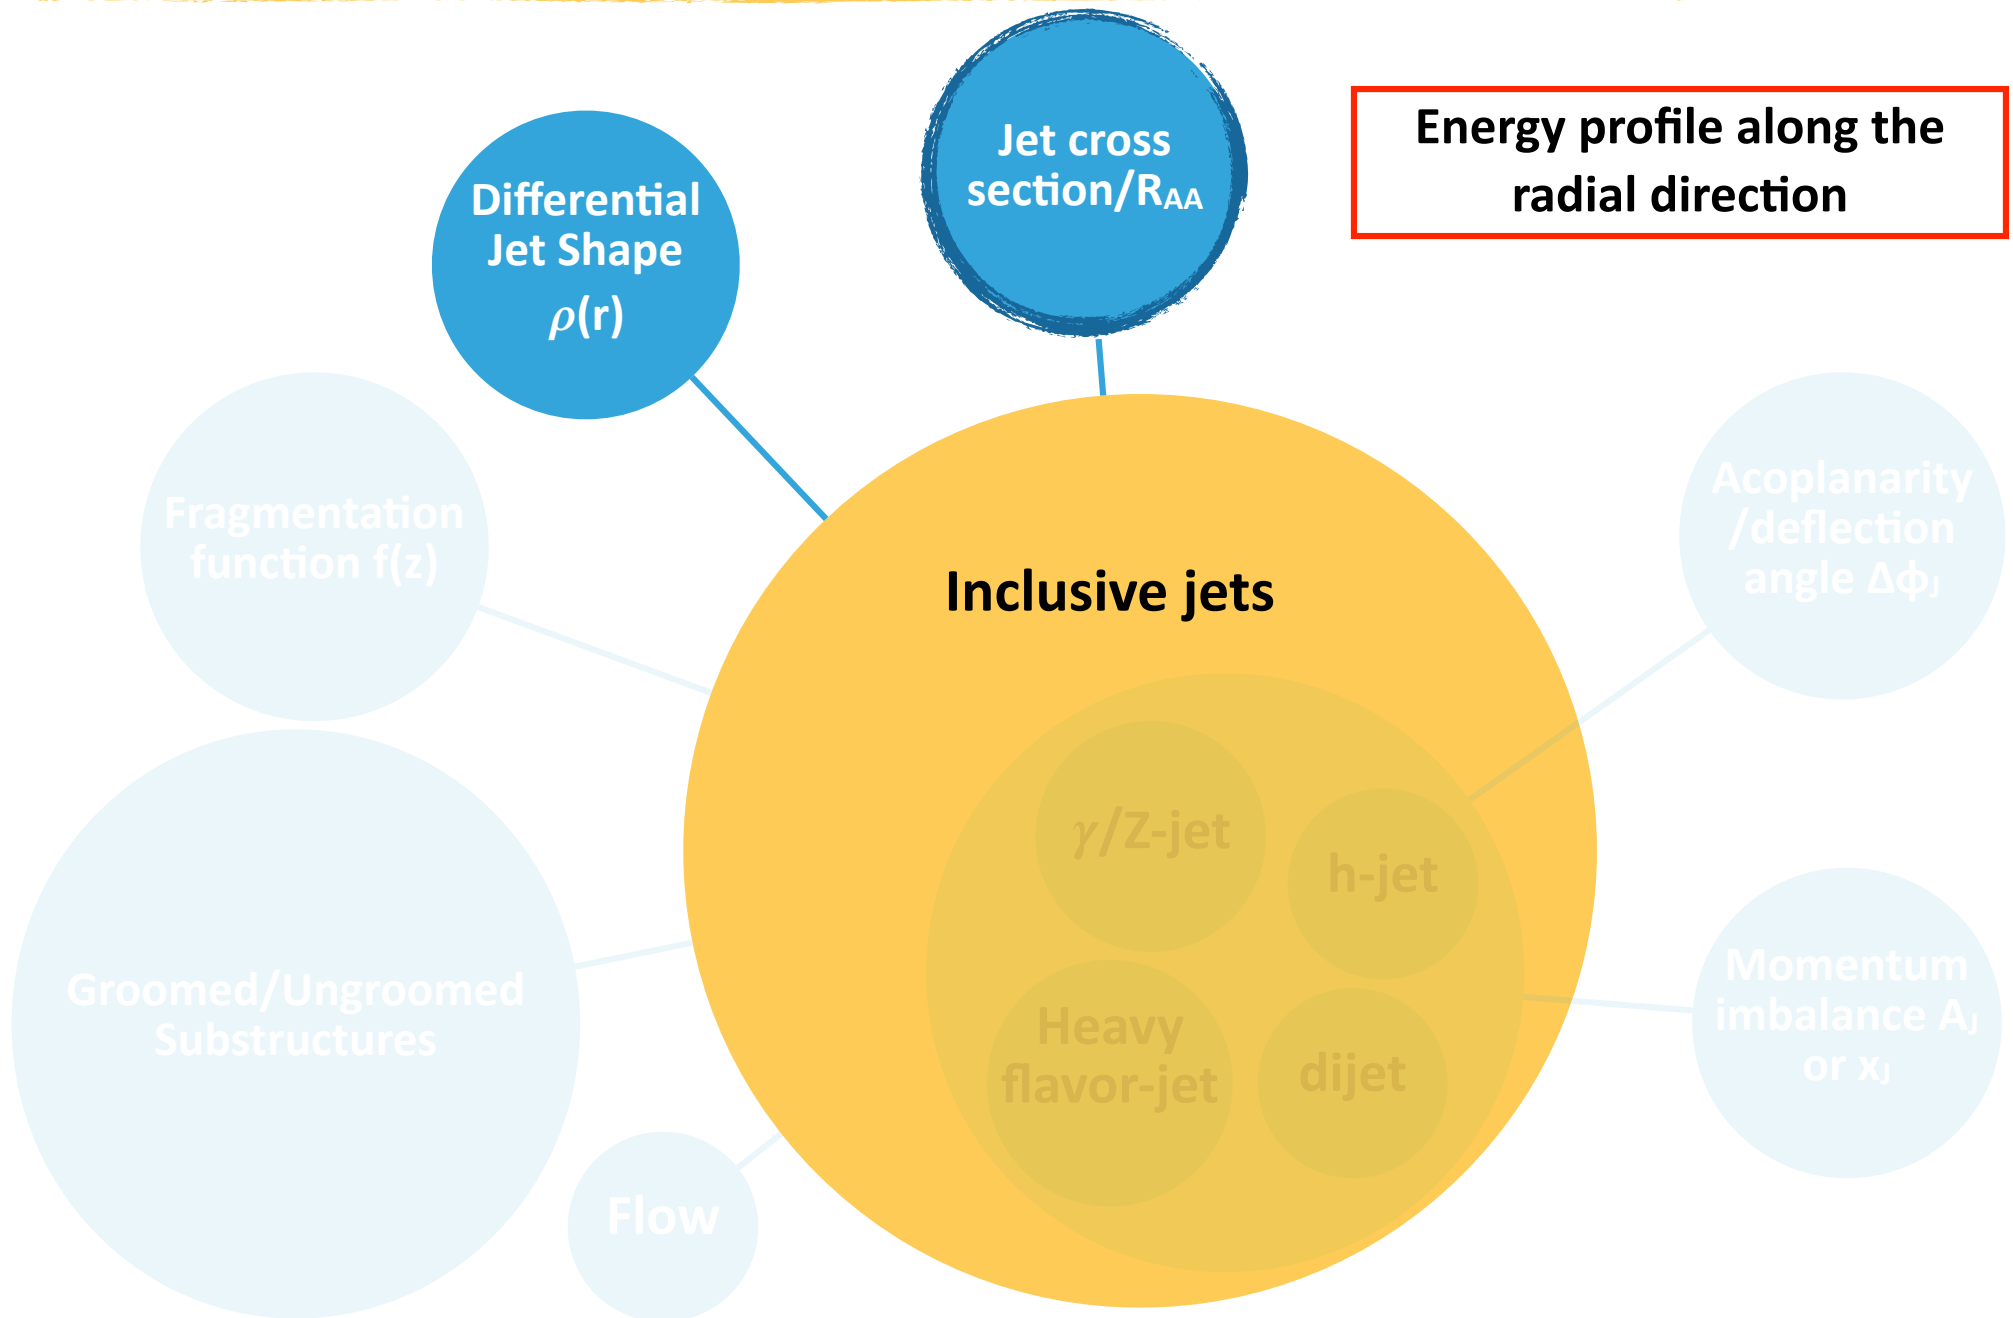 Jet cross
section/RAA
Energy profile along the
radial direction
Differential
Jet Shape
ρ(r)
Fragmentation
function f(z)
Acoplanarity
/deflection
angle ΔϕJ
Inclusive jets
γ/Z-jet
h-jet
Groomed/Ungroomed
Substructures
Heavy
flavor-jet
dijet
Momentum
imbalance AJ
or xJ
Flow